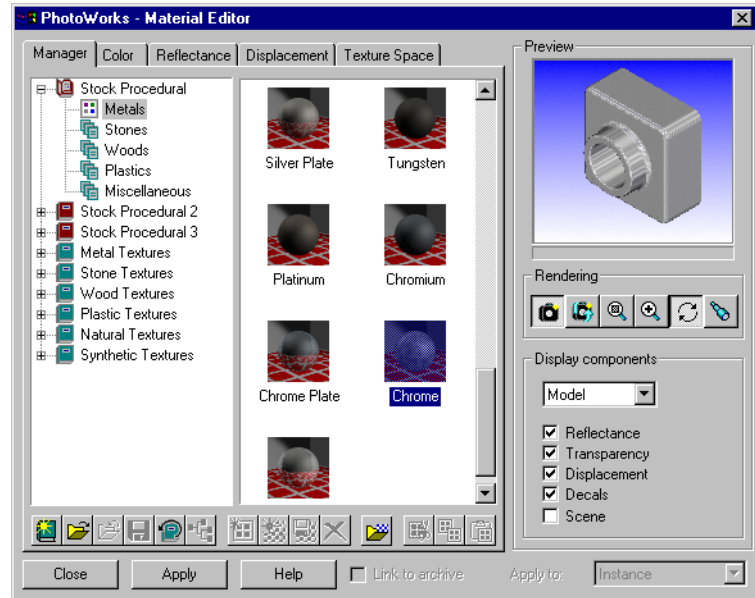 PhotoWorks - Material Editor
Manager Color Reflectance Displacement Texture Space
Stock Procedural
Metals
Stones
Woods
Plastics
Miscellaneous
Stock Procedural 2
Stock Procedural 3
Metal Textures
Stone Textures
Wood Textures
Plastic Textures
Natural Textures
Synthetic Textures
Silver Plate Tungsten
Platinum Chromium
Chrome Plate Chrome
Preview
Rendering
Display components
Model
Reflectance
Transparency
Displacement
Decals
Scene
Close Apply Help Link to archive Apply to: Instance